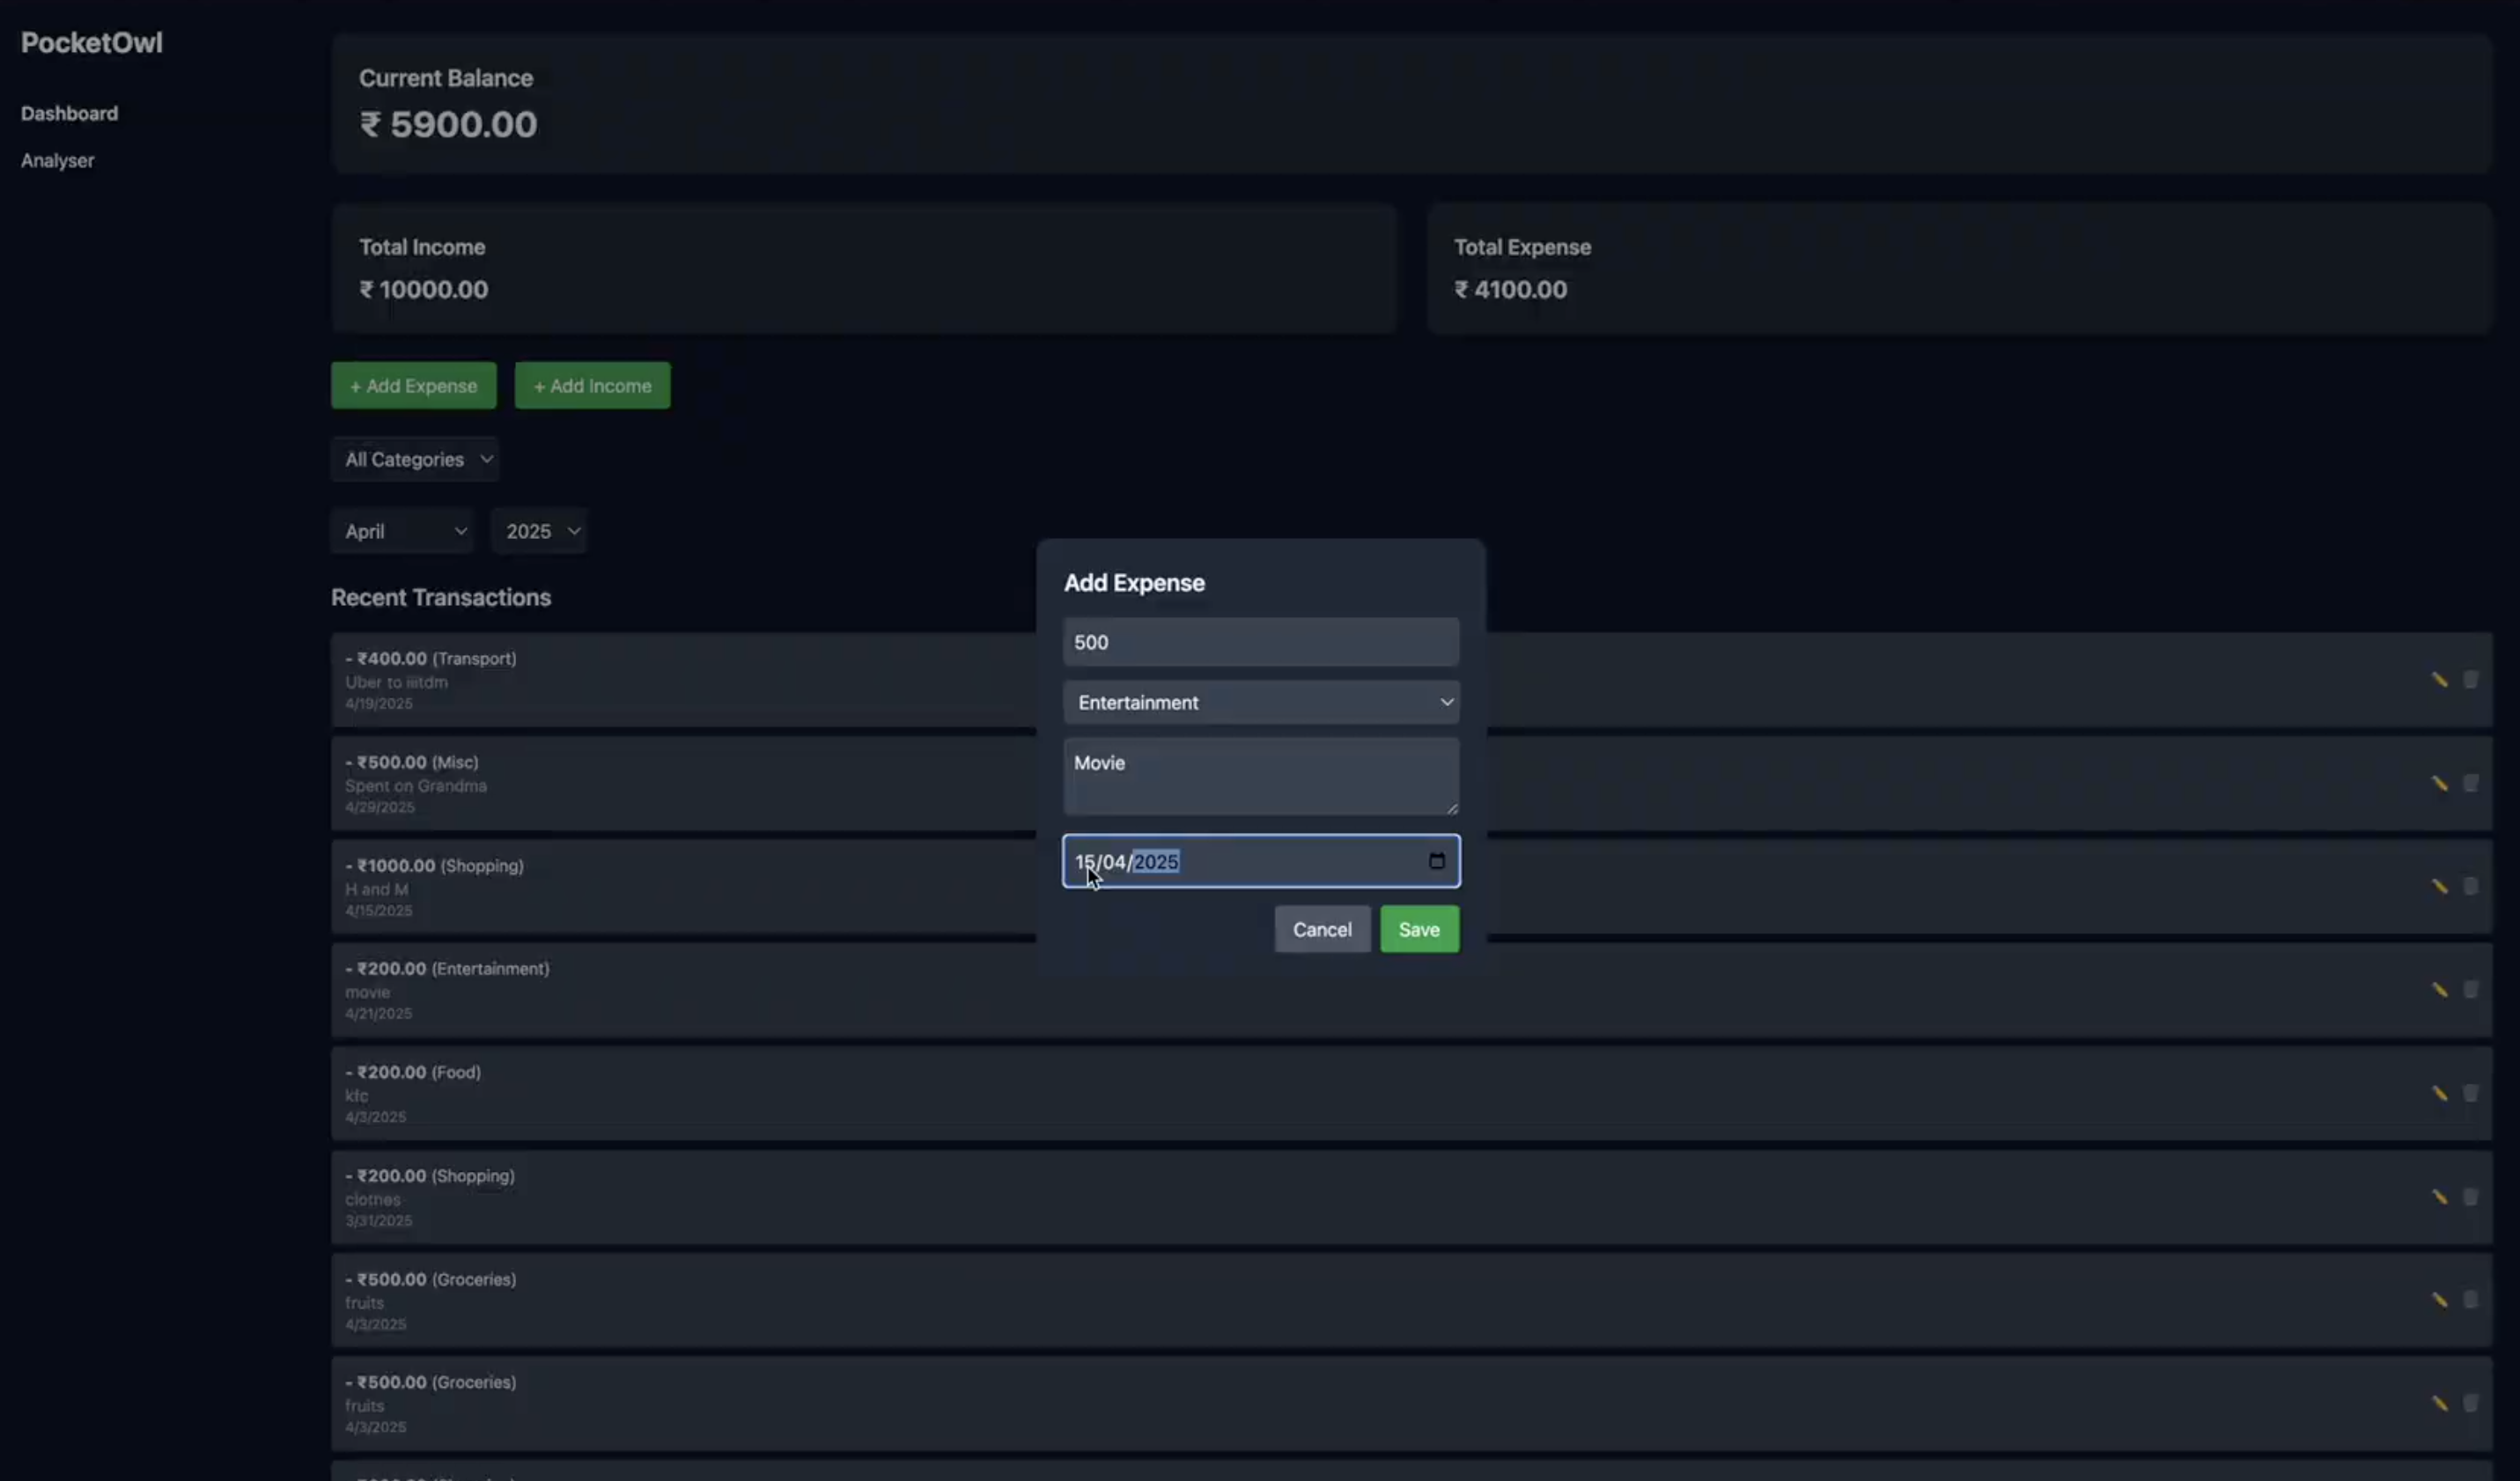 PocketOwl
Dashboard
Analyser
Current Balance
₹ 5900.00
Total Income
₹ 10000.00
Total Expense
₹ 4100.00
+ Add Expense
+ Add Income
All Categories
April
2025
Recent Transactions
- ₹400.00 (Transport)
Uber to iiitdm
4/19/2025
- ₹500.00 (Misc)
Spent on Grandma
4/29/2025
- ₹1000.00 (Shopping)
H and M
4/15/2025
- ₹200.00 (Entertainment)
movie
4/21/2025
- ₹200.00 (Food)
kfc
4/3/2025
- ₹200.00 (Shopping)
clothes
3/31/2025
- ₹500.00 (Groceries)
fruits
4/3/2025
- ₹500.00 (Groceries)
fruits
4/3/2025
Add Expense
500
Entertainment
Movie
15/04/2025
Cancel
Save